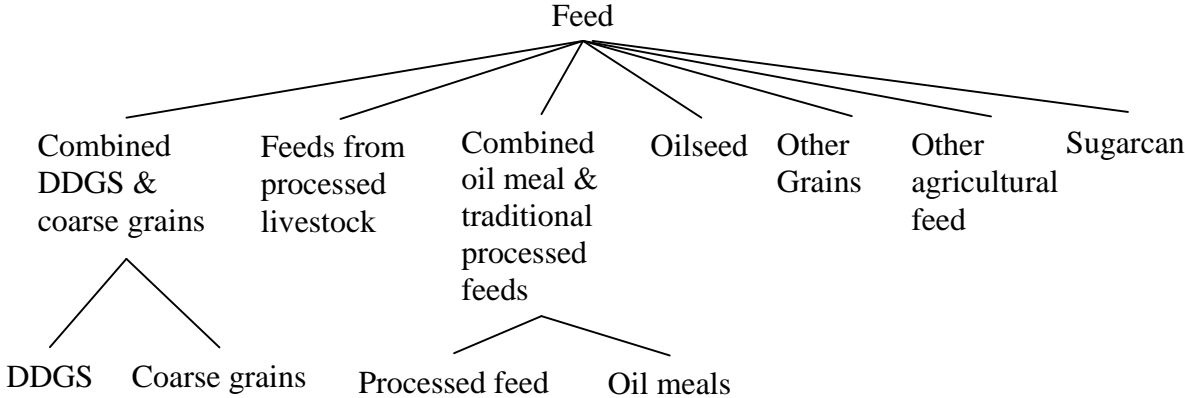 Feed
Combined
DDGS &
coarse grains
Feeds from
processed
livestock
Combined
oil meal &
traditional
processed
feeds
Oilseed
Other
Grains
Other
agricultural
feed
Sugarcan
DDGS
Coarse grains
Processed feed
Oil meals